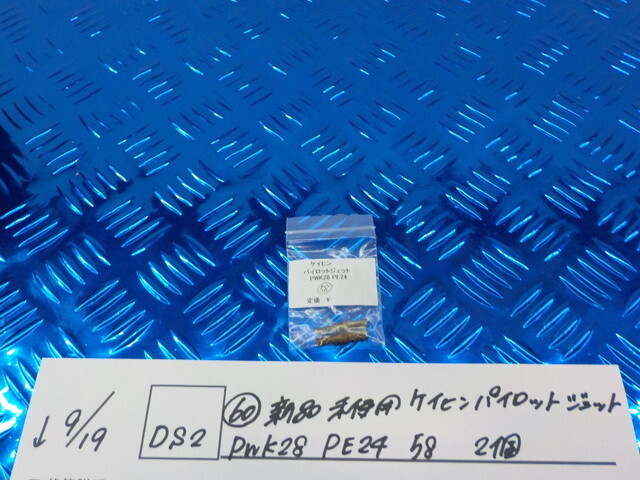 ケイヒン
パイロットジェット
PWK28 PE24
58
定価 ¥
↓ 9/19 DS2 60 新品 未使用 ケイヒンパイロットジェット
PWK28 PE24 58 2個